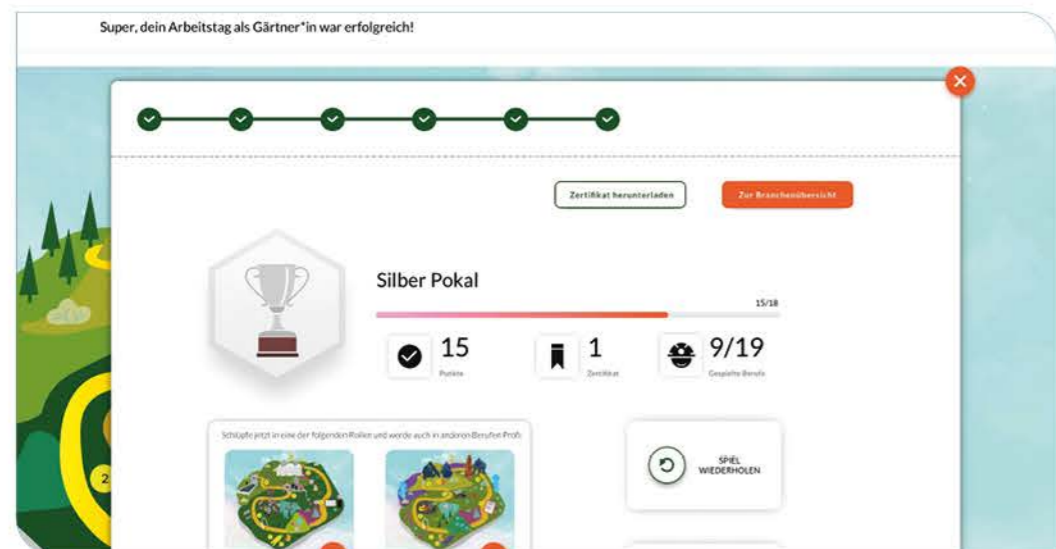 Super, dein Arbeitstag als Gärtner*in war erfolgreich!
Zertifikat herunterladen
Zur Branchenübersicht
Silber Pokal
15/18
15
Punkte
1
Zertifikat
9/19
Gespielte Berufe
Schlüpfe jetzt in eine der folgenden Rollen und werde auch in anderen Berufen Profi:
SPIEL
WIEDERHOLEN
2